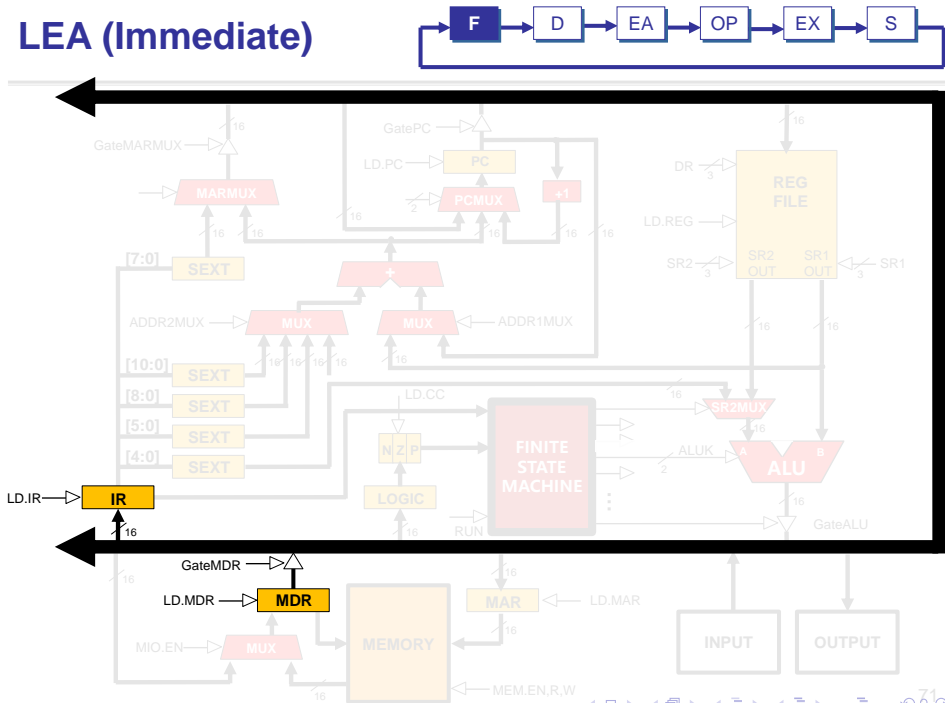 LEA (Immediate)
F D EA OP EX S
16 16 16
GateMARMUX
GatePC
LD.PC
PC
DR 3
REG
FILE
MARMUX
2
PCMUX
+1
16
LD.REG
16 16 16 16 16
[7:0]
SEXT
SR2 3
SR2
OUT
SR1
OUT
3 SR1
+
ADDR2MUX
MUX
MUX
ADDR1MUX
16 16
[10:0]
SEXT
16 16 16 16
16
[8:0]
SEXT
LD.CC
16
SR2MUX
[5:0]
SEXT
N Z P
FINITE
STATE
MACHINE
16
ALUK
2
A
B
ALU
[4:0]
SEXT
LD.IR
IR
LOGIC
16
16
RUN
GateALU
GateMDR
16
16
LD.MDR
MDR
MAR
LD.MAR
MIO.EN
MUX
MEMORY
16
INPUT
OUTPUT
16
MEM.EN,R,W
71